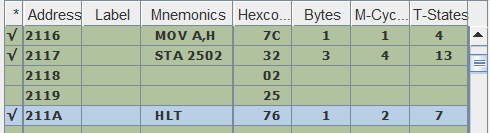 * Address Label Mnemonics Hexco... Bytes M-Cyc... T-States
√ 2116 MOV A,H 7C 1 1 4
√ 2117 STA 2502 32 3 4 13
2118 02
2119 25
√ 211A HLT 76 1 2 7